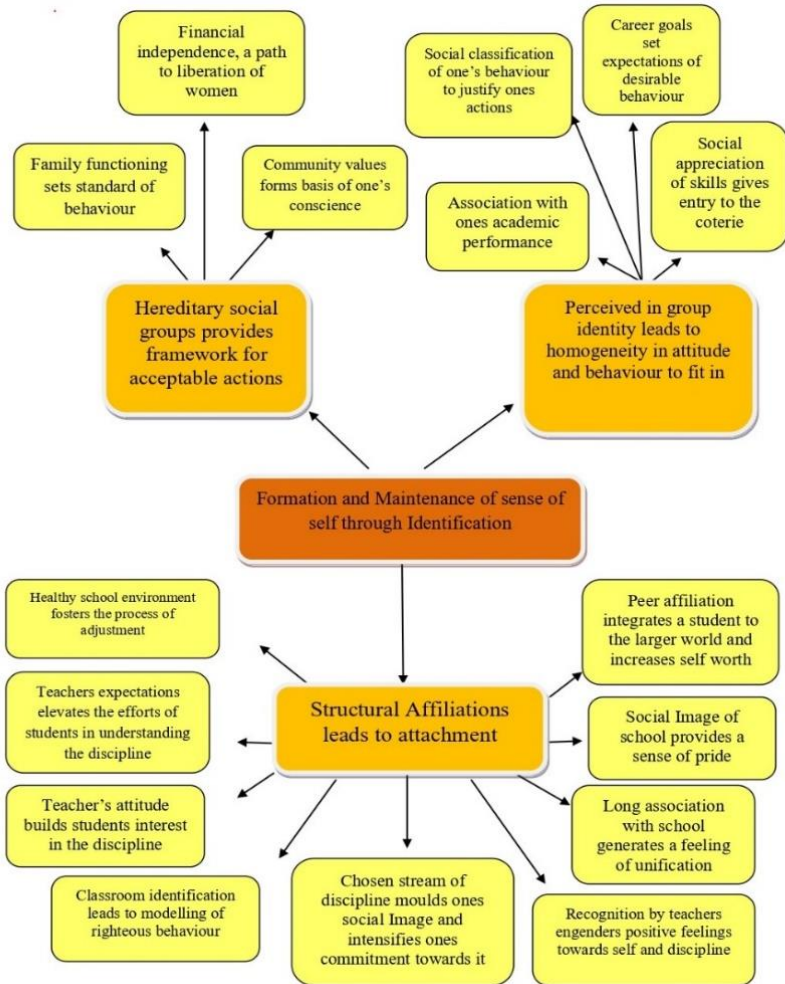 Financial
independence, a path
to liberation of
women
Family functioning
sets standard of
behaviour
Community values
forms basis of one’s
conscience
Hereditary social
groups provides
framework for
acceptable actions
Social classification
of one’s behaviour
to justify ones
actions
Career goals
set
expectations of
desirable
behaviour
Association with
ones academic
performance
Social
appreciation
of skills gives
entry to the
coterie
Perceived in group
identity leads to
homogeneity in attitude
and behaviour to fit in
Formation and Maintenance of sense of
self through Identification
Healthy school environment
fosters the process of
adjustment
Teachers expectations
elevates the efforts of
students in understanding
the discipline
Teacher’s attitude
builds students interest
in the discipline
Classroom identification
leads to modelling of
righteous behaviour
Structural Affiliations
leads to attachment
Chosen stream of
discipline moulds ones
social Image and
intensifies ones
commitment towards it
Peer affiliation
integrates a student to
the larger world and
increases self worth
Social Image of
school provides a
sense of pride
Long association
with school
generates a feeling
of unification
Recognition by teachers
engenders positive feelings
towards self and discipline